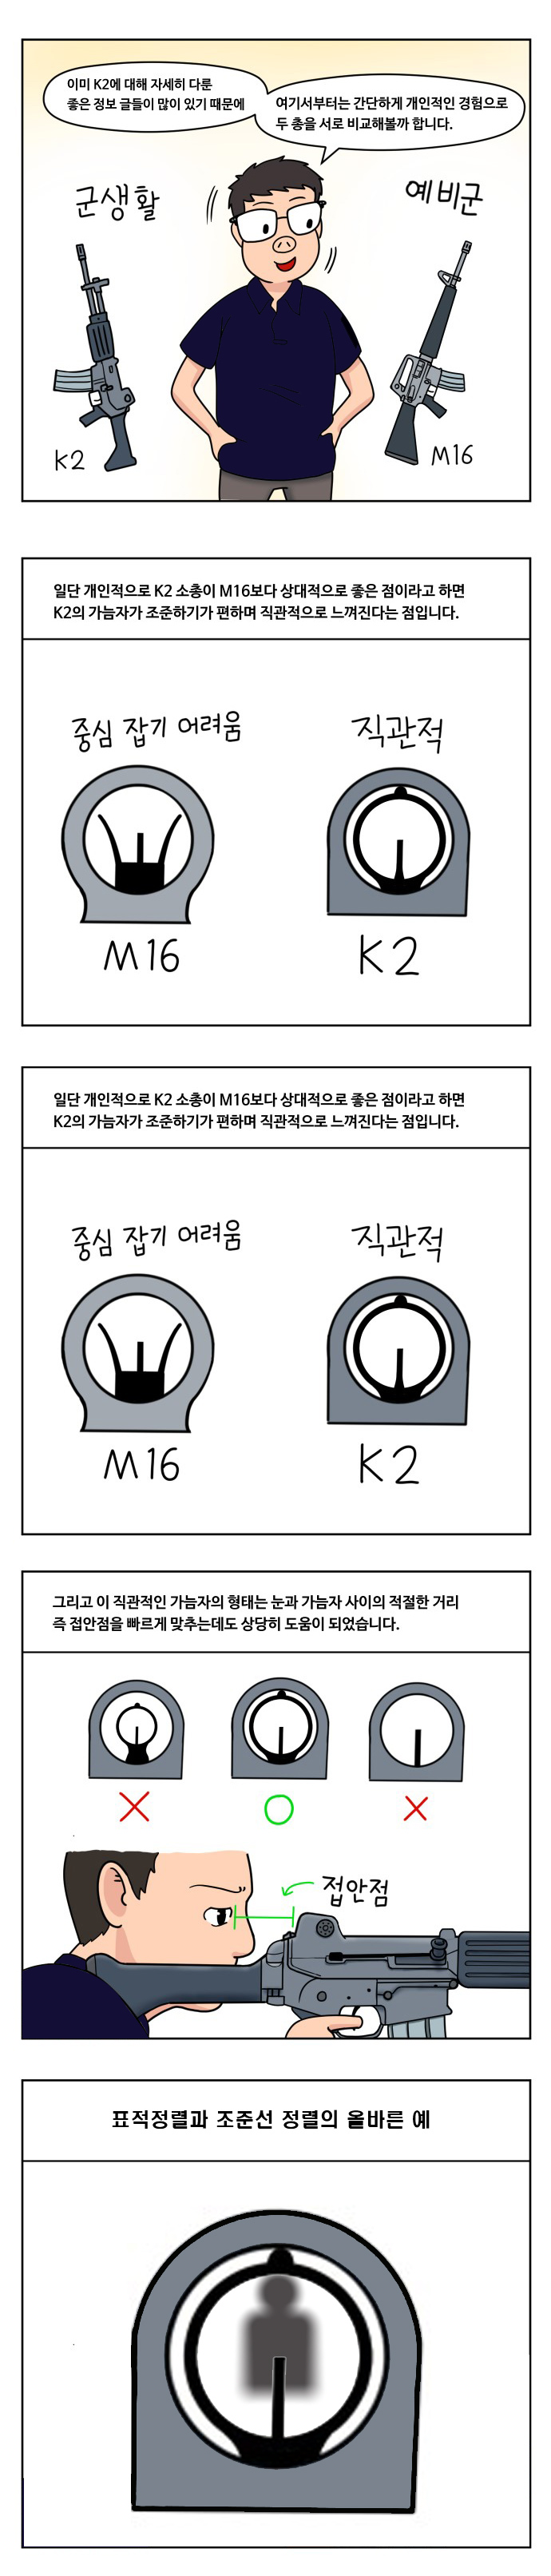 이미 K2에 대해 자세히 다룬
좋은 정보 글들이 많이 있기 때문에
여기서부터는 간단하게 개인적인 경험으로
두 총을 서로 비교해볼까 합니다.
군생활
예비군
K2
M16
일단 개인적으로 K2 소총이 M16보다 상대적으로 좋은 점이라고 하면
K2의 가늠자가 조준하기가 편하며 직관적으로 느껴진다는 점입니다.
중심 잡기 어려움
직관적
M16
K2
일단 개인적으로 K2 소총이 M16보다 상대적으로 좋은 점이라고 하면
K2의 가늠자가 조준하기가 편하며 직관적으로 느껴진다는 점입니다.
중심 잡기 어려움
직관적
M16
K2
그리고 이 직관적인 가늠자의 형태는 눈과 가늠자 사이의 적절한 거리
즉 접안점을 빠르게 맞추는데도 상당히 도움이 되었습니다.
접안점
표적정렬과 조준선 정렬의 올바른 예